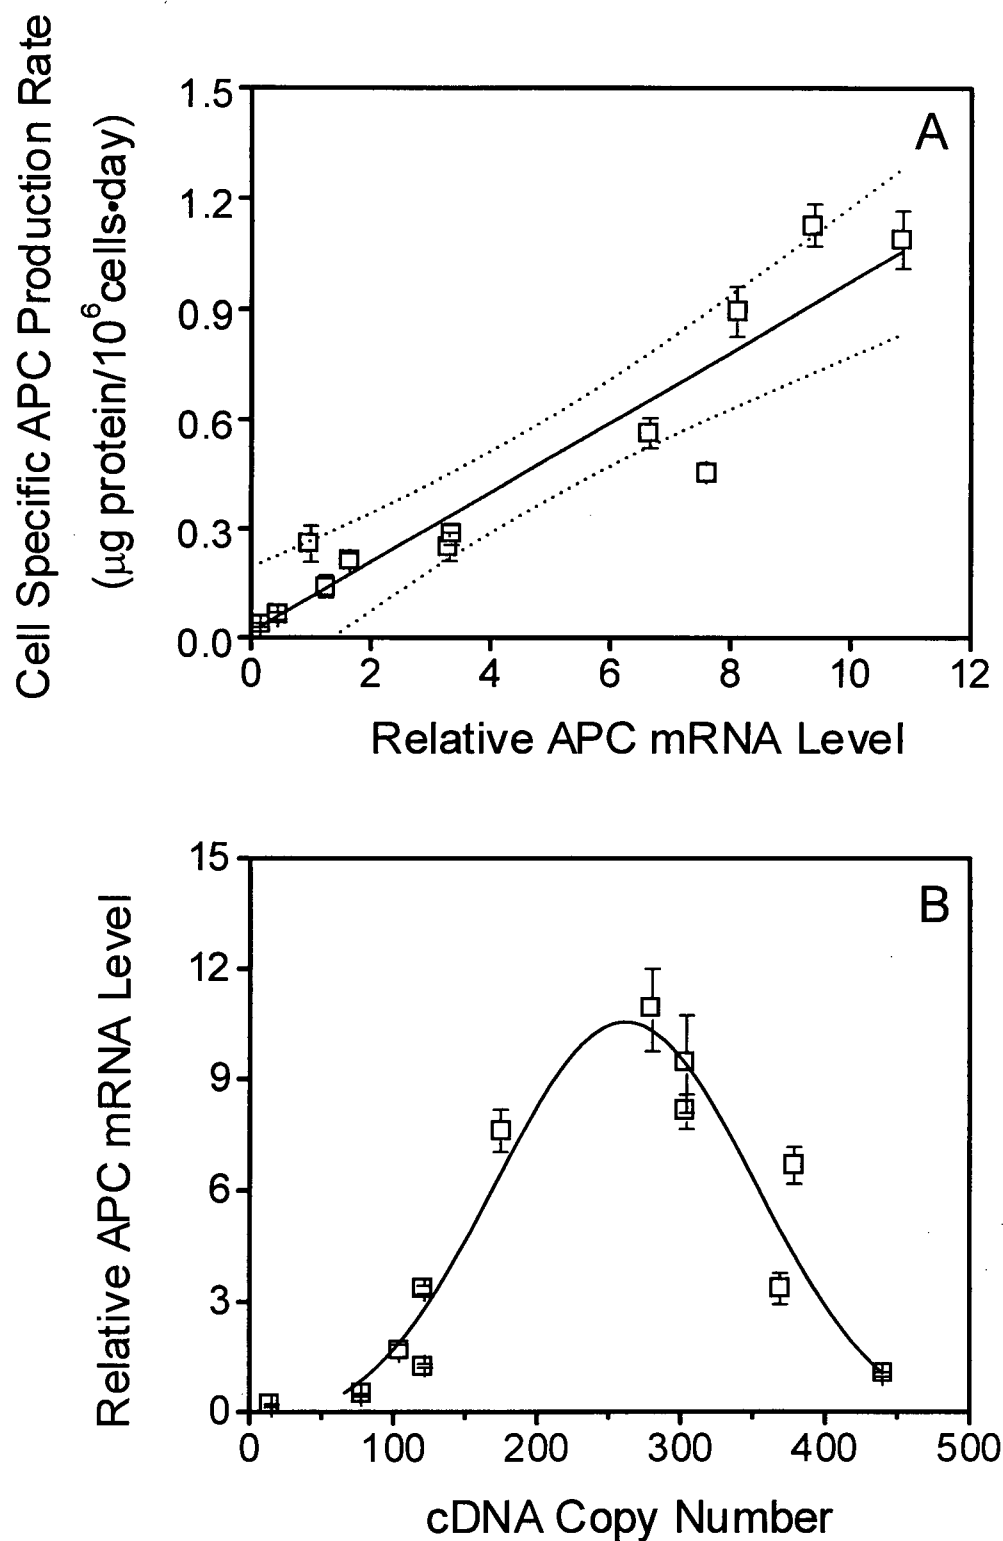 Cell Specific APC Production Rate
(μg protein/10⁶cells•day)
1.5
1.2
0.9
0.6
0.3
0.0
A
0 2 4 6 8 10 12
Relative APC mRNA Level
Relative APC mRNA Level
15
12
9
6
3
0
B
0 100 200 300 400 500
cDNA Copy Number